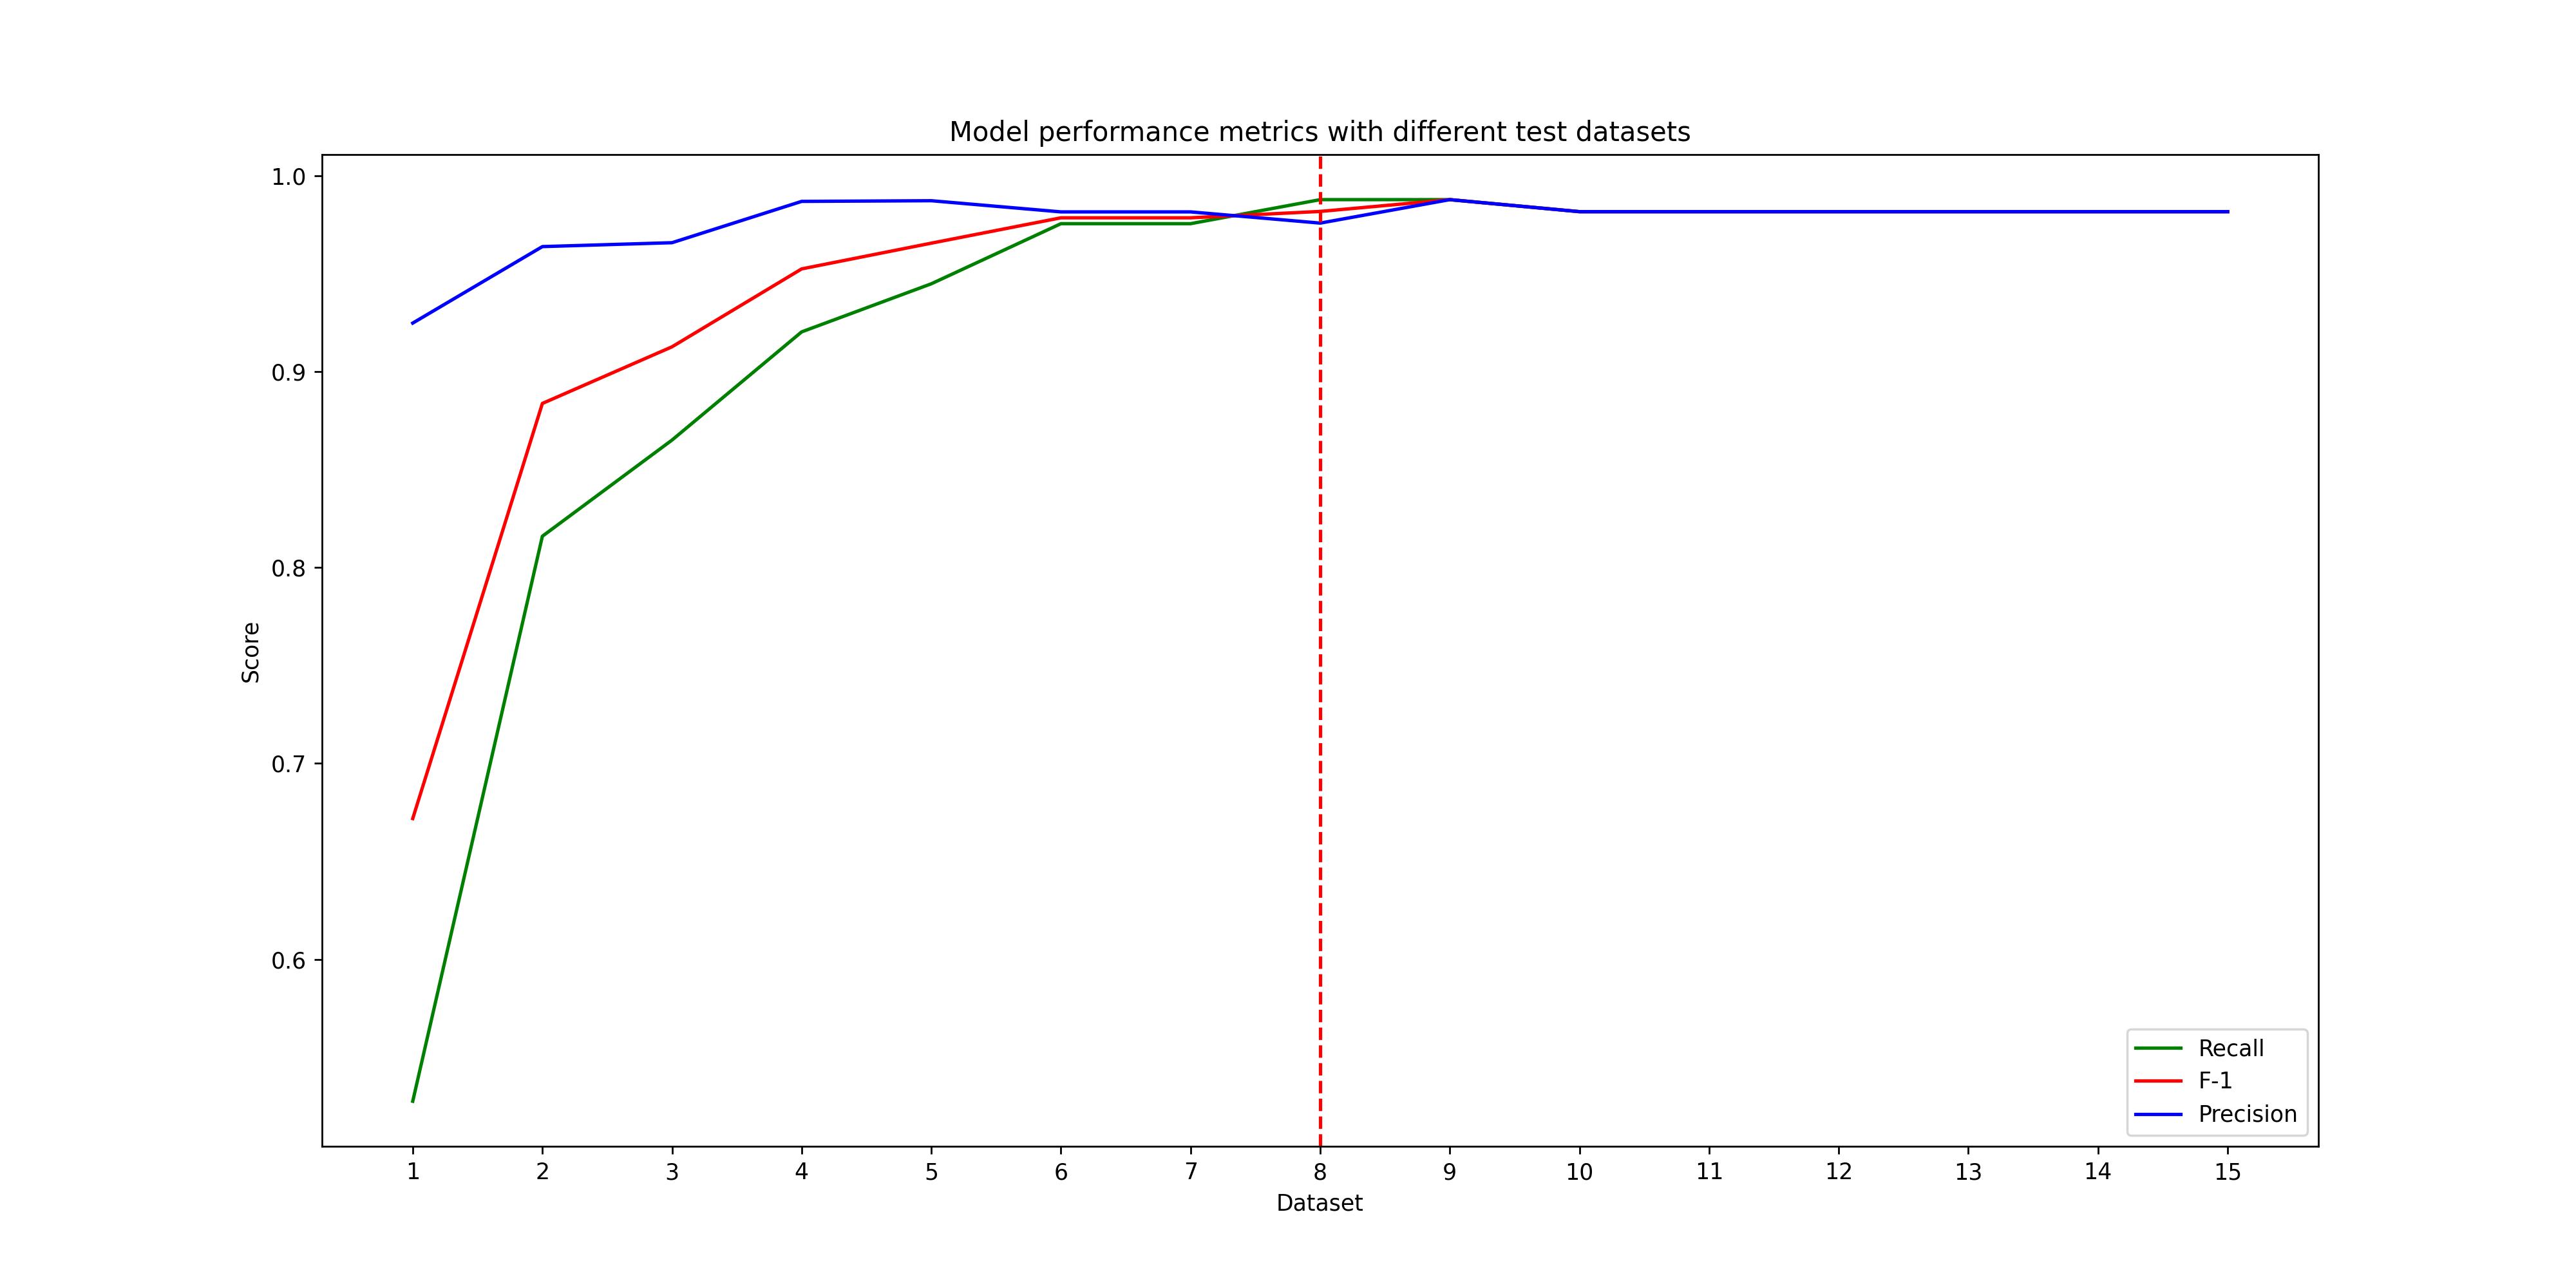 Model performance metrics with different test datasets
1.0
0.9
0.8
0.7
0.6
Score
1 2 3 4 5 6 7 8 9 10 11 12 13 14 15
Dataset
Recall
F-1
Precision